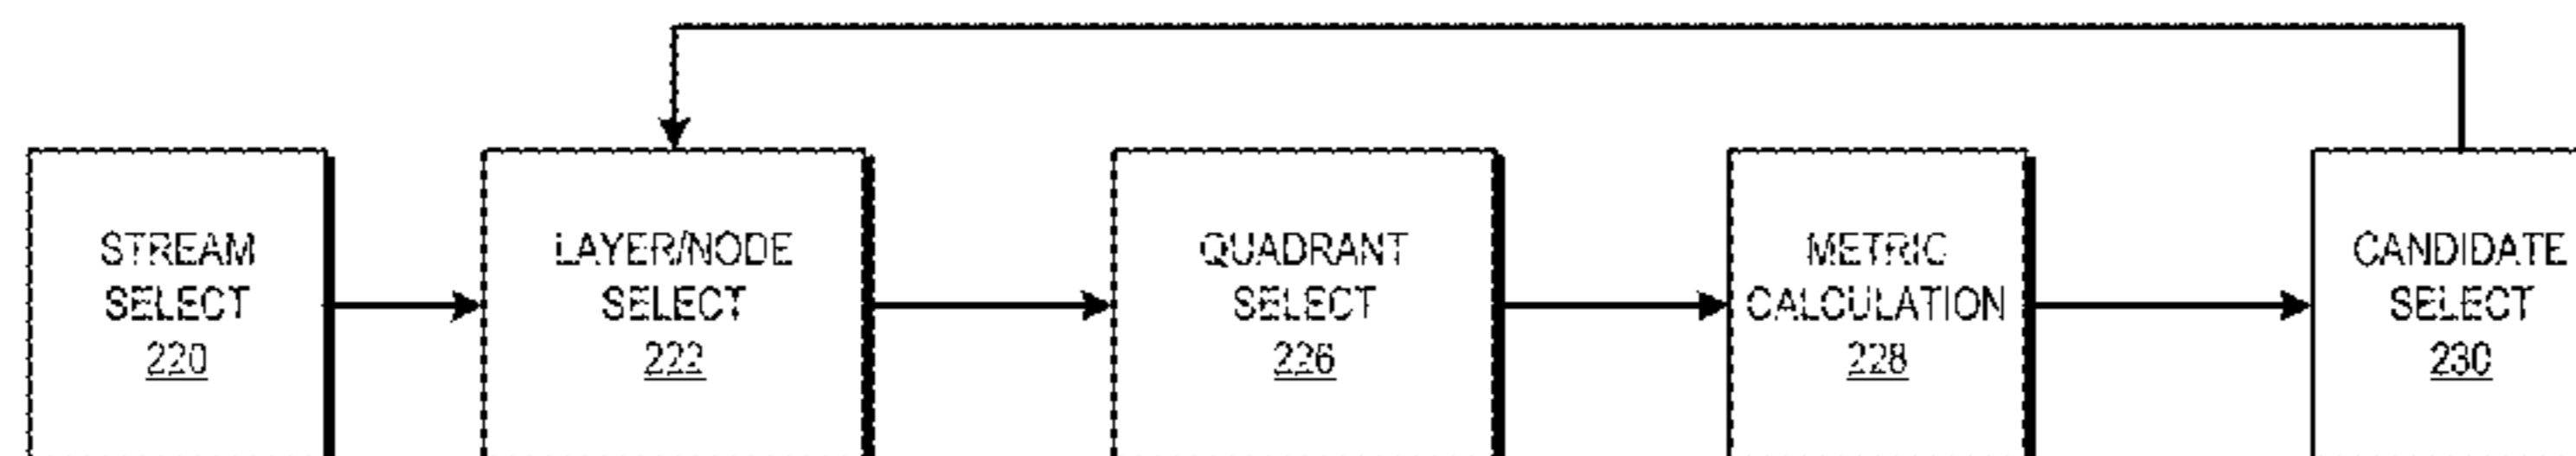 STREAM
SELECT
220
LAYER/NODE
SELECT
222
QUADRANT
SELECT
226
METRIC
CALCULATION
228
CANDIDATE
SELECT
230